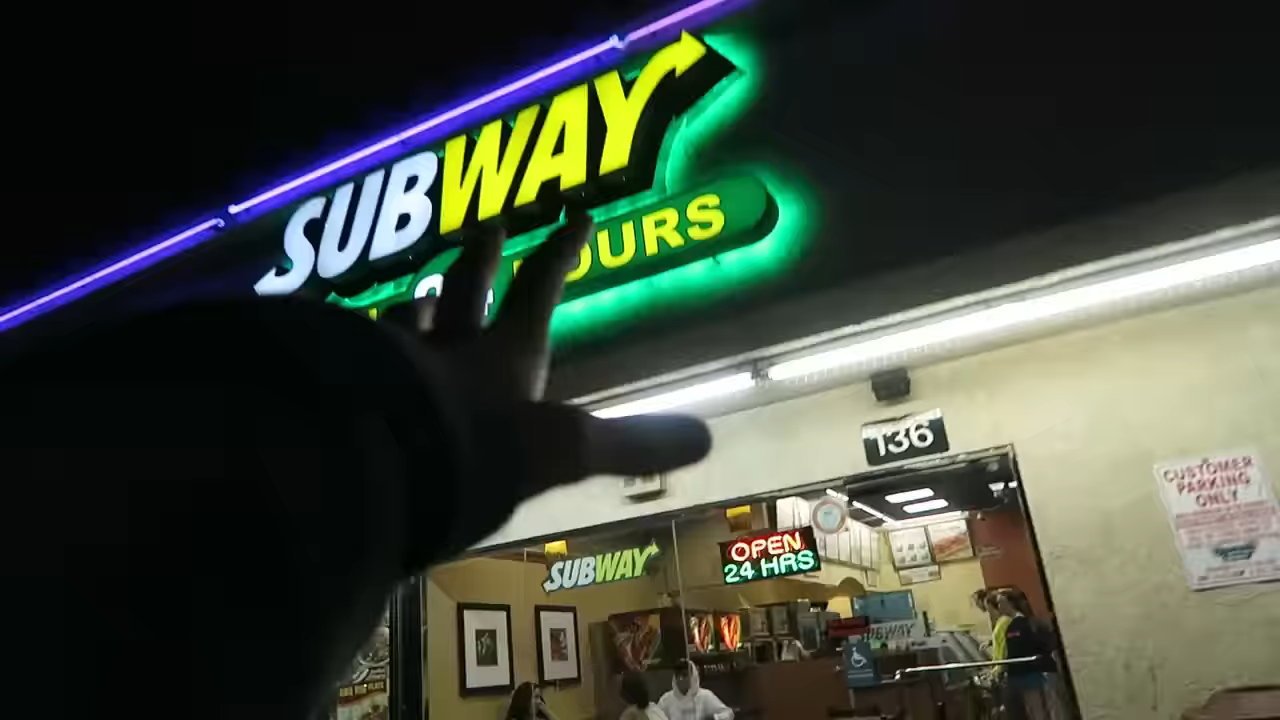 SUBWAY
OURS
136
CUSTOMER
PARKING
ONLY
SUBWAY
OPEN
24 HRS
SUBWAY